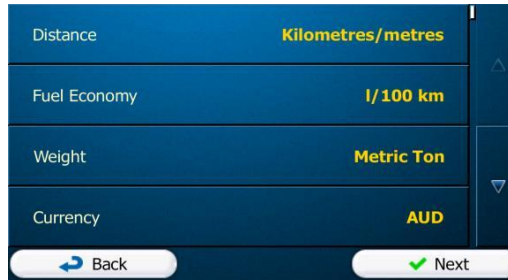 Distance Kilometres/metres
Fuel Economy l/100 km
Weight Metric Ton
Currency AUD
Back Next